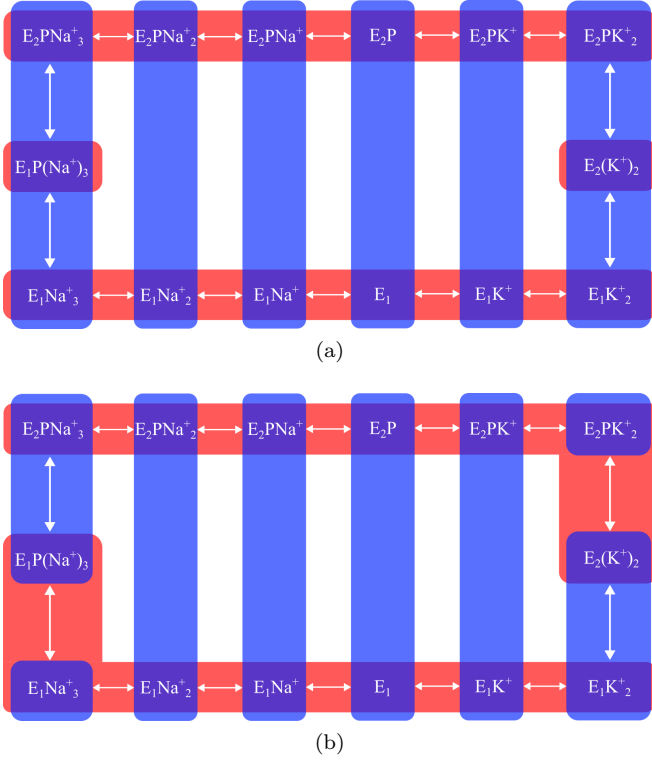 E₂PNa⁺₃ E₂PNa⁺₂ E₂PNa⁺ E₂P E₂PK⁺ E₂PK⁺₂
E₁P(Na⁺)₃ E₂(K⁺)₂
E₁Na⁺₃ E₁Na⁺₂ E₁Na⁺ E₁ E₁K⁺ E₁K⁺₂
(a)
E₂PNa⁺₃ E₂PNa⁺₂ E₂PNa⁺ E₂P E₂PK⁺ E₂PK⁺₂
E₁P(Na⁺)₃ E₂(K⁺)₂
E₁Na⁺₃ E₁Na⁺₂ E₁Na⁺ E₁ E₁K⁺ E₁K⁺₂
(b)